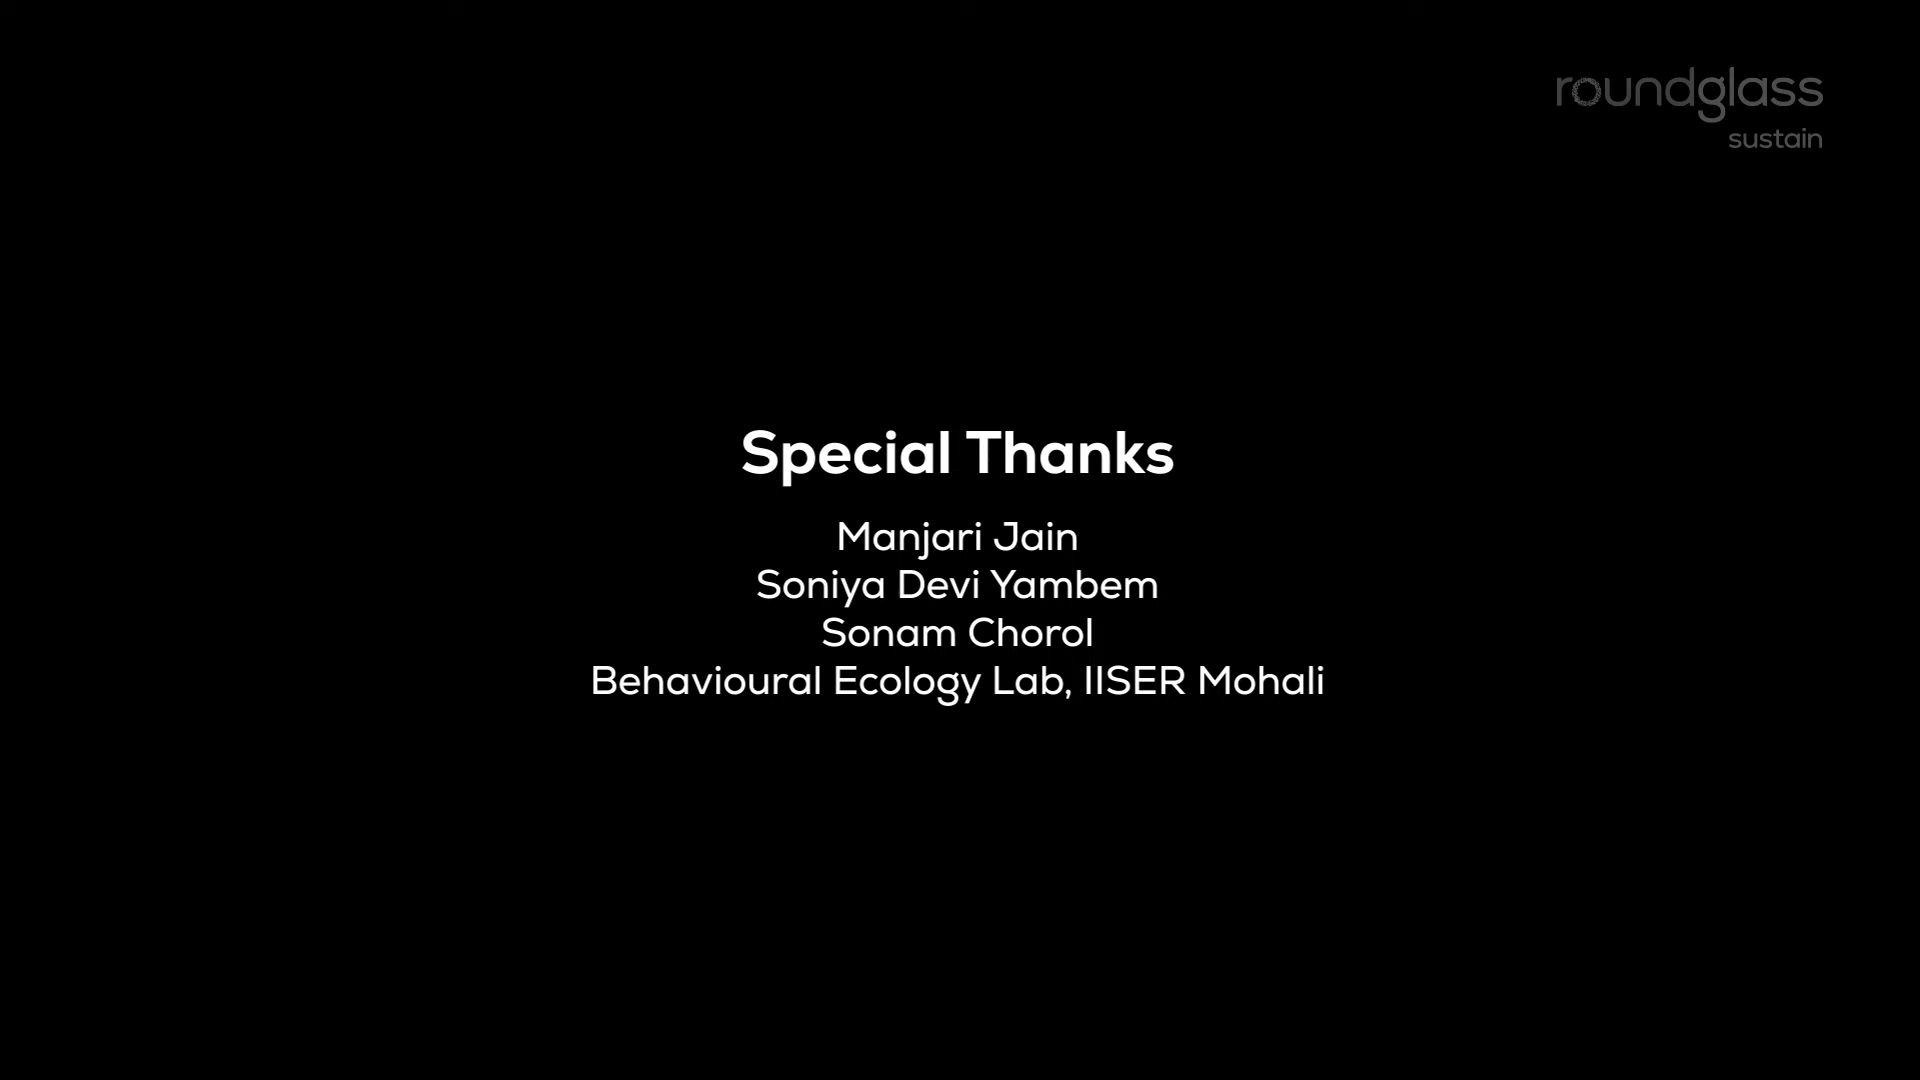 roundglass
sustain
Special Thanks
Manjari Jain
Soniya Devi Yambem
Sonam Chorol
Behavioural Ecology Lab, IISER Mohali